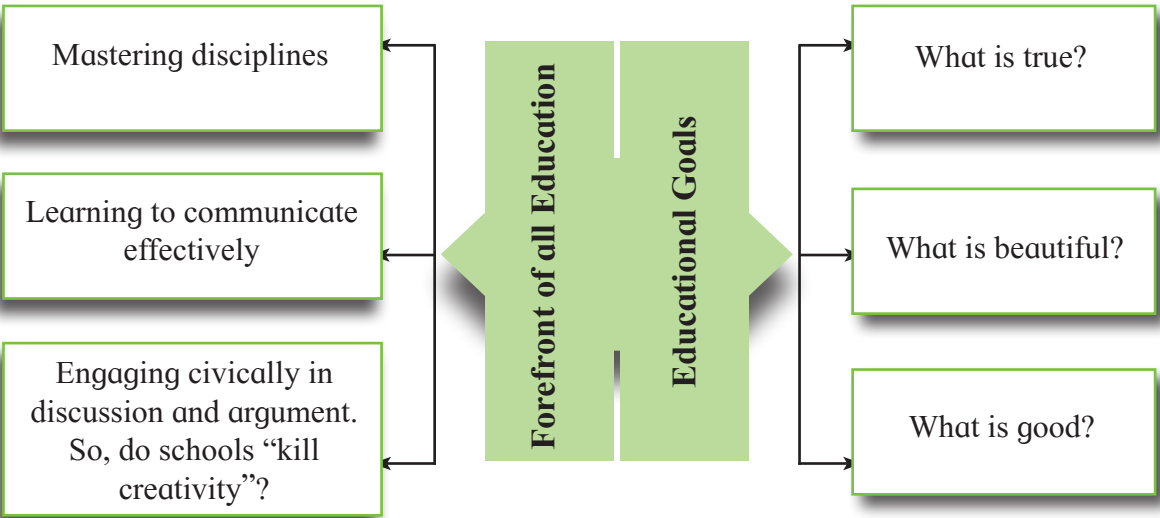 Mastering disciplines
Learning to communicate
effectively
Engaging civically in
discussion and argument.
So, do schools “kill
creativity”?
Forefront of all Education
Educational Goals
What is true?
What is beautiful?
What is good?